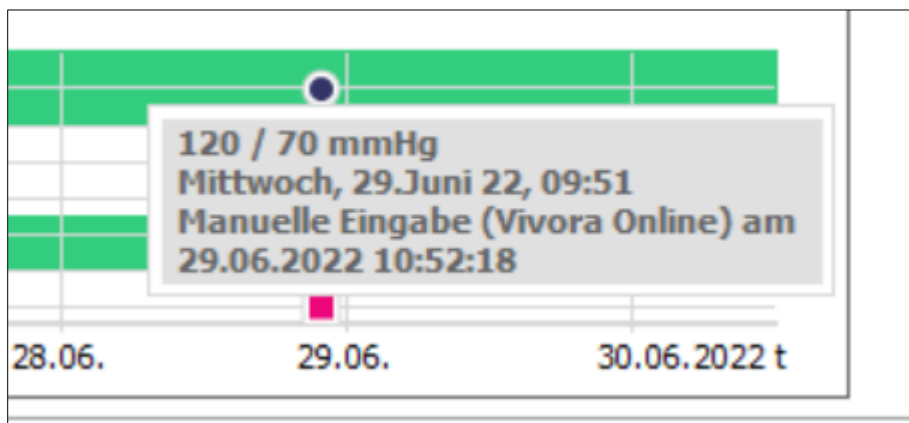 120 / 70 mmHg
Mittwoch, 29.Juni 22, 09:51
Manuelle Eingabe (Vivora Online) am
29.06.2022 10:52:18
28.06.
29.06.
30.06.2022 t